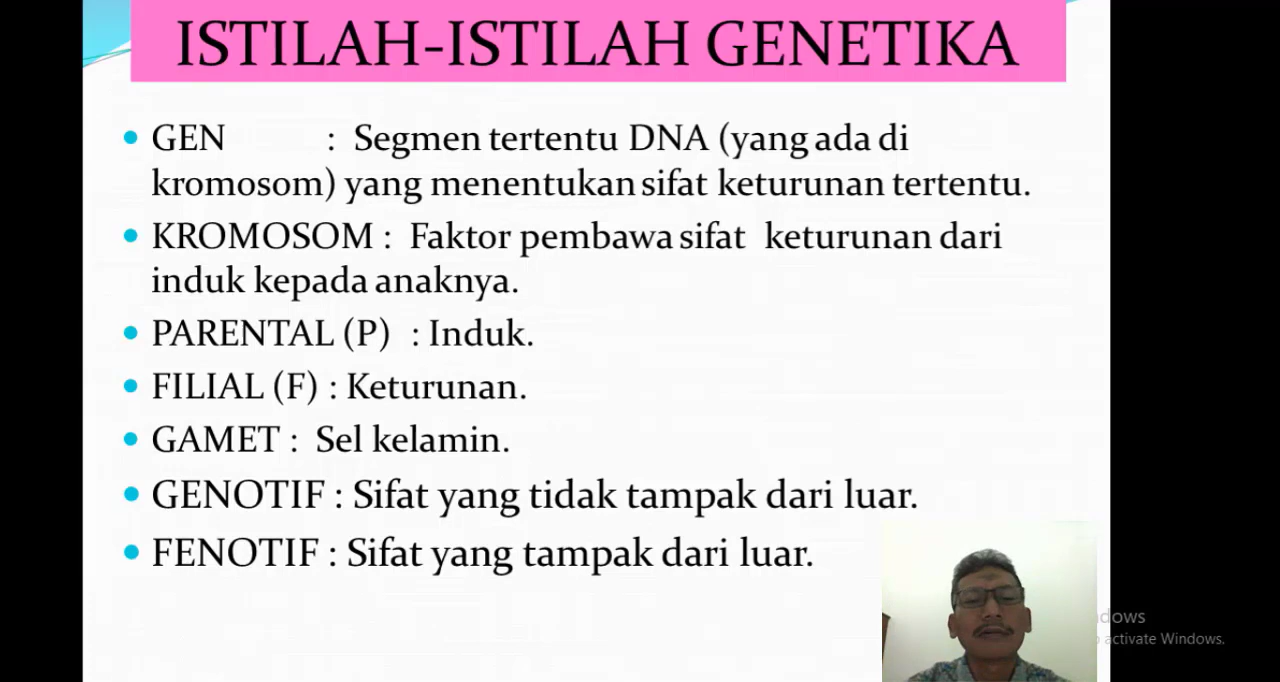 ISTILAH-ISTILAH GENETIKA
GEN : Segmen tertentu DNA (yang ada di
kromosom) yang menentukan sifat keturunan tertentu.
KROMOSOM : Faktor pembawa sifat keturunan dari
induk kepada anaknya.
PARENTAL (P) : Induk.
FILIAL (F) : Keturunan.
GAMET : Sel kelamin.
GENOTIF : Sifat yang tidak tampak dari luar.
FENOTIF : Sifat yang tampak dari luar.
activate Windows.